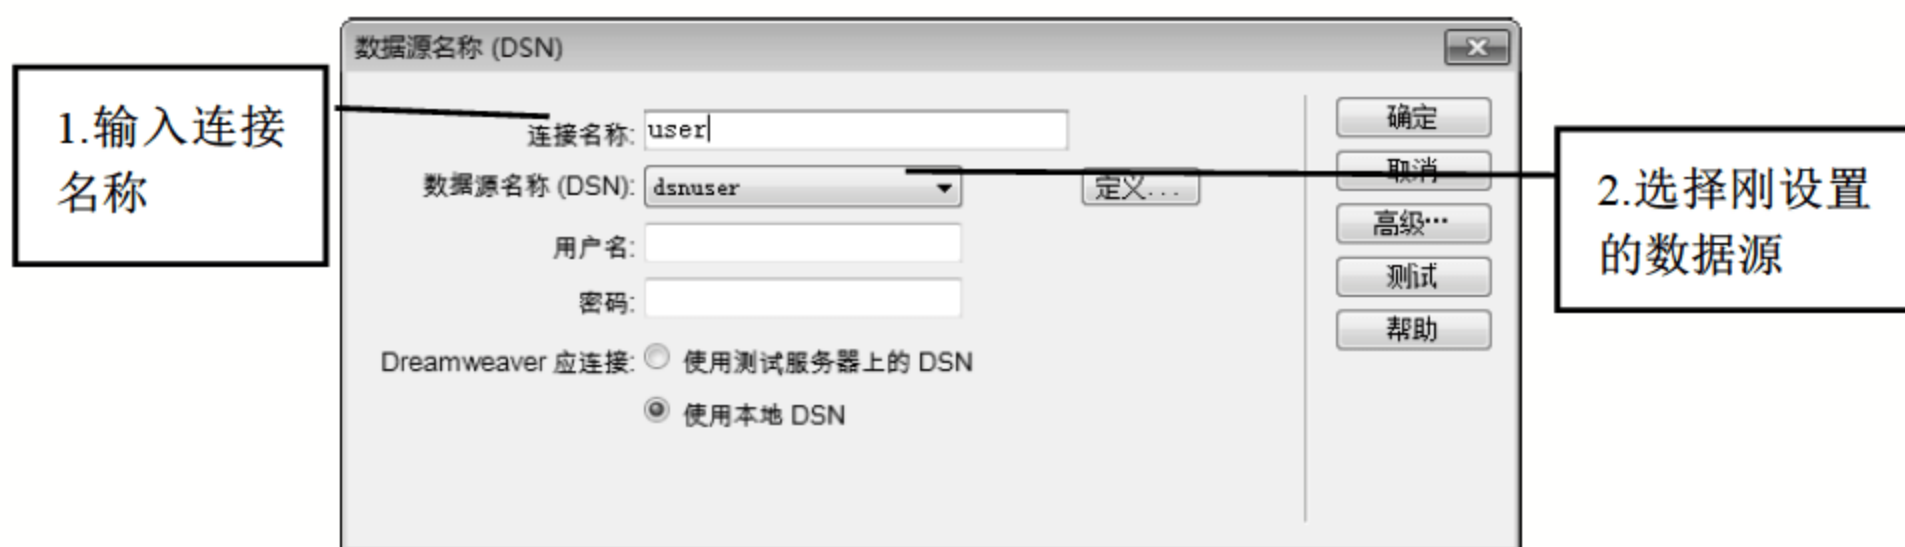 数据源名称 (DSN)
1.输入连接
名称
连接名称: user
数据源名称 (DSN): dsnuser
定义...
用户名:
密码:
Dreamweaver 应连接: 使用测试服务器上的 DSN
使用本地 DSN
确定
取消
高级…
测试
帮助
2.选择刚设置
的数据源